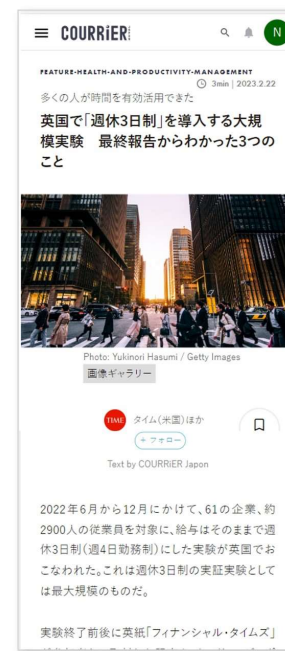 COURRiER
N
FEATURE-HEALTH-AND-PRODUCTIVITY-MANAGEMENT
3min | 2023.2.22
多くの人が時間を有効活用できた
英国で「週休3日制」を導入する大規
模実験　最終報告からわかった3つの
こと
Photo: Yukinori Hasumi / Getty Images
画像ギャラリー
TIME タイム(米国)ほか
+ フォロー
Text by COURRiER Japon
2022年6月から12月にかけて、61の企業、約
2900人の従業員を対象に、給与はそのままで週
休3日制(週4日勤務制)にした実験が英国でお
こなわれた。これは週休3日制の実証実験として
は最大規模のものだ。
実験終了前後に英紙「フィナンシャル・タイムズ」